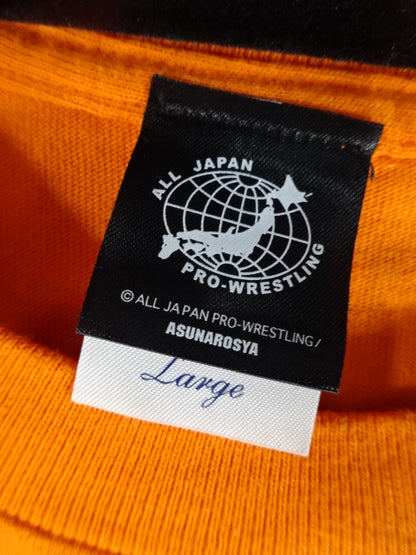 ALL JAPAN
PRO-WRESTLING
© ALL JAPAN PRO-WRESTLING/
ASUNAROSYA
Large